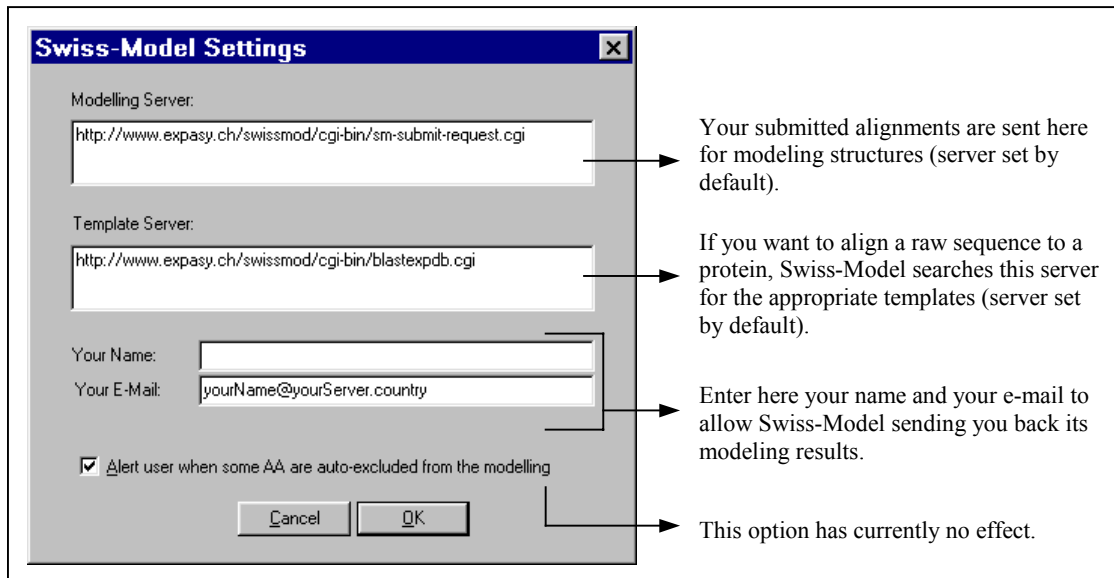 Swiss-Model Settings
Modelling Server:
http://www.expasy.ch/swissmod/cgi-bin/sm-submit-request.cgi
Your submitted alignments are sent here
for modeling structures (server set by
default).
Template Server:
http://www.expasy.ch/swissmod/cgi-bin/blastexpdb.cgi
If you want to align a raw sequence to a
protein, Swiss-Model searches this server
for the appropriate templates (server set
by default).
Your Name:
Your E-Mail:
yourName@yourServer.country
Enter here your name and your e-mail to
allow Swiss-Model sending you back its
modeling results.
Alert user when some AA are auto-excluded from the modelling
Cancel
OK
This option has currently no effect.